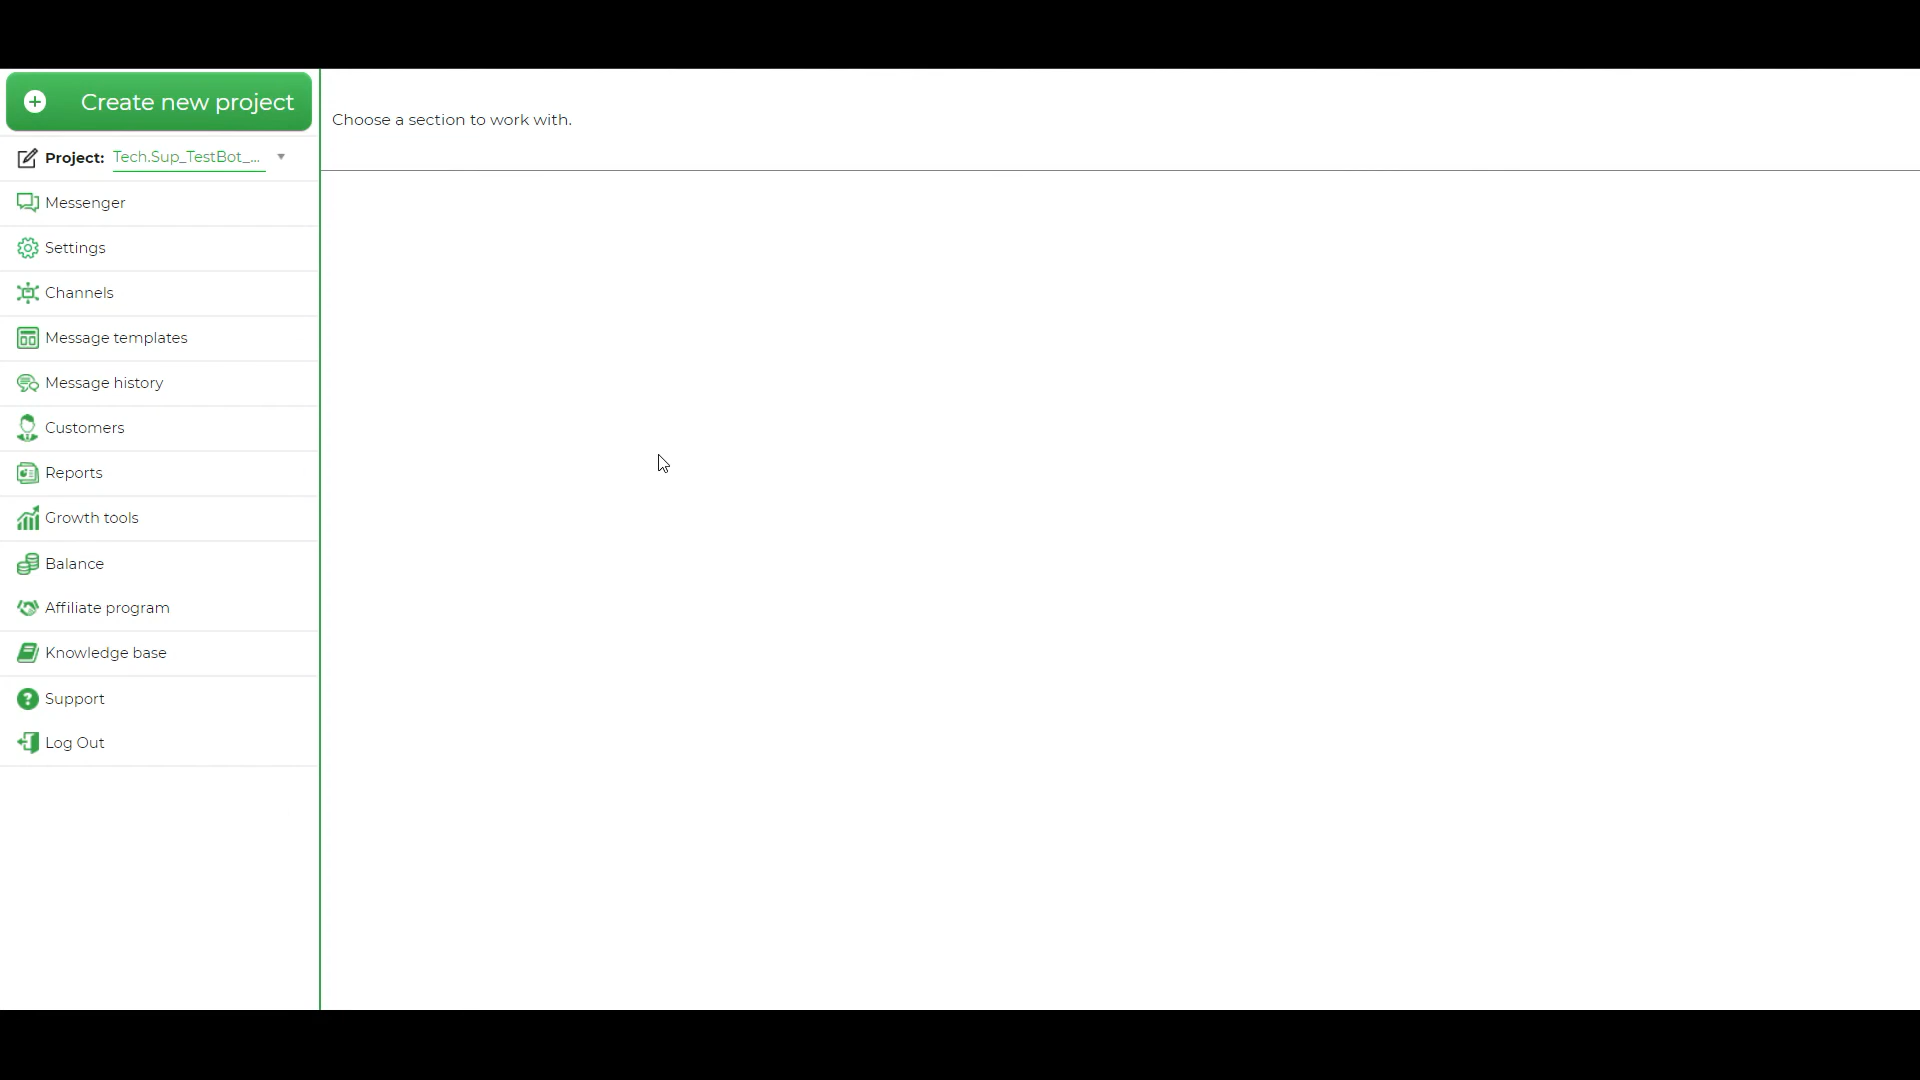 Create new project
Choose a section to work with.
Project: Tech.Sup_TestBot_...
Messenger
Settings
Channels
Message templates
Message history
Customers
Reports
Growth tools
Balance
Affiliate program
Knowledge base
Support
Log Out